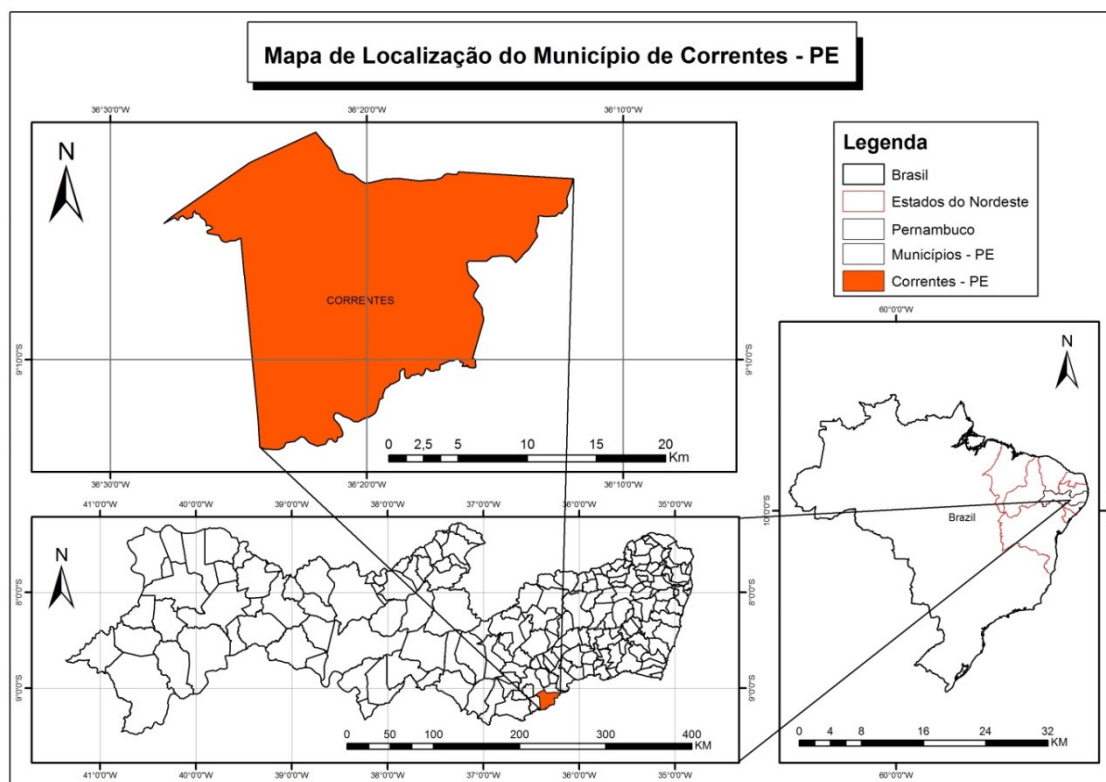 Mapa de Localização do Município de Correntes - PE
36°30'0"W
36°20'0"W
36°10'0"W
N
CORRENTES
9°10'0"S
9°10'0"S
0 2,5 5 10 15 20
Km
36°30'0"W
36°20'0"W
36°10'0"W
Legenda
Brasil
Estados do Nordeste
Pernambuco
Municípios - PE
Correntes - PE
60°0'0"W
N
Brazil
10°0'0"S
10°0'0"S
0 4 8 16 24 32
KM
60°0'0"W
41°0'0"W
40°0'0"W
39°0'0"W
38°0'0"W
37°0'0"W
36°0'0"W
35°0'0"W
N
8°0'0"S
8°0'0"S
9°0'0"S
9°0'0"S
0 50 100 200 300 400
KM
41°0'0"W
40°0'0"W
39°0'0"W
38°0'0"W
37°0'0"W
36°0'0"W
35°0'0"W